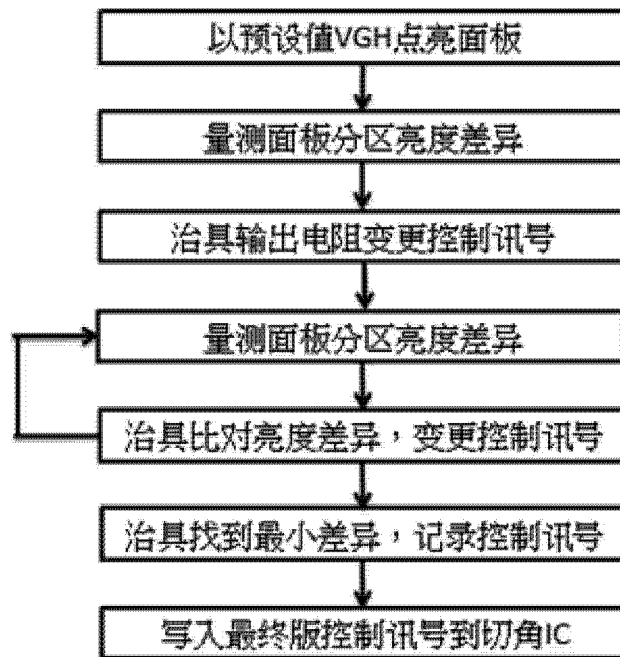 以预设值VGH点亮面板
量测面板分区亮度差异
治具输出电阻变更控制讯号
量测面板分区亮度差异
治具比对亮度差异，变更控制讯号
治具找到最小差异，记录控制讯号
写入最终版控制讯号到切角IC